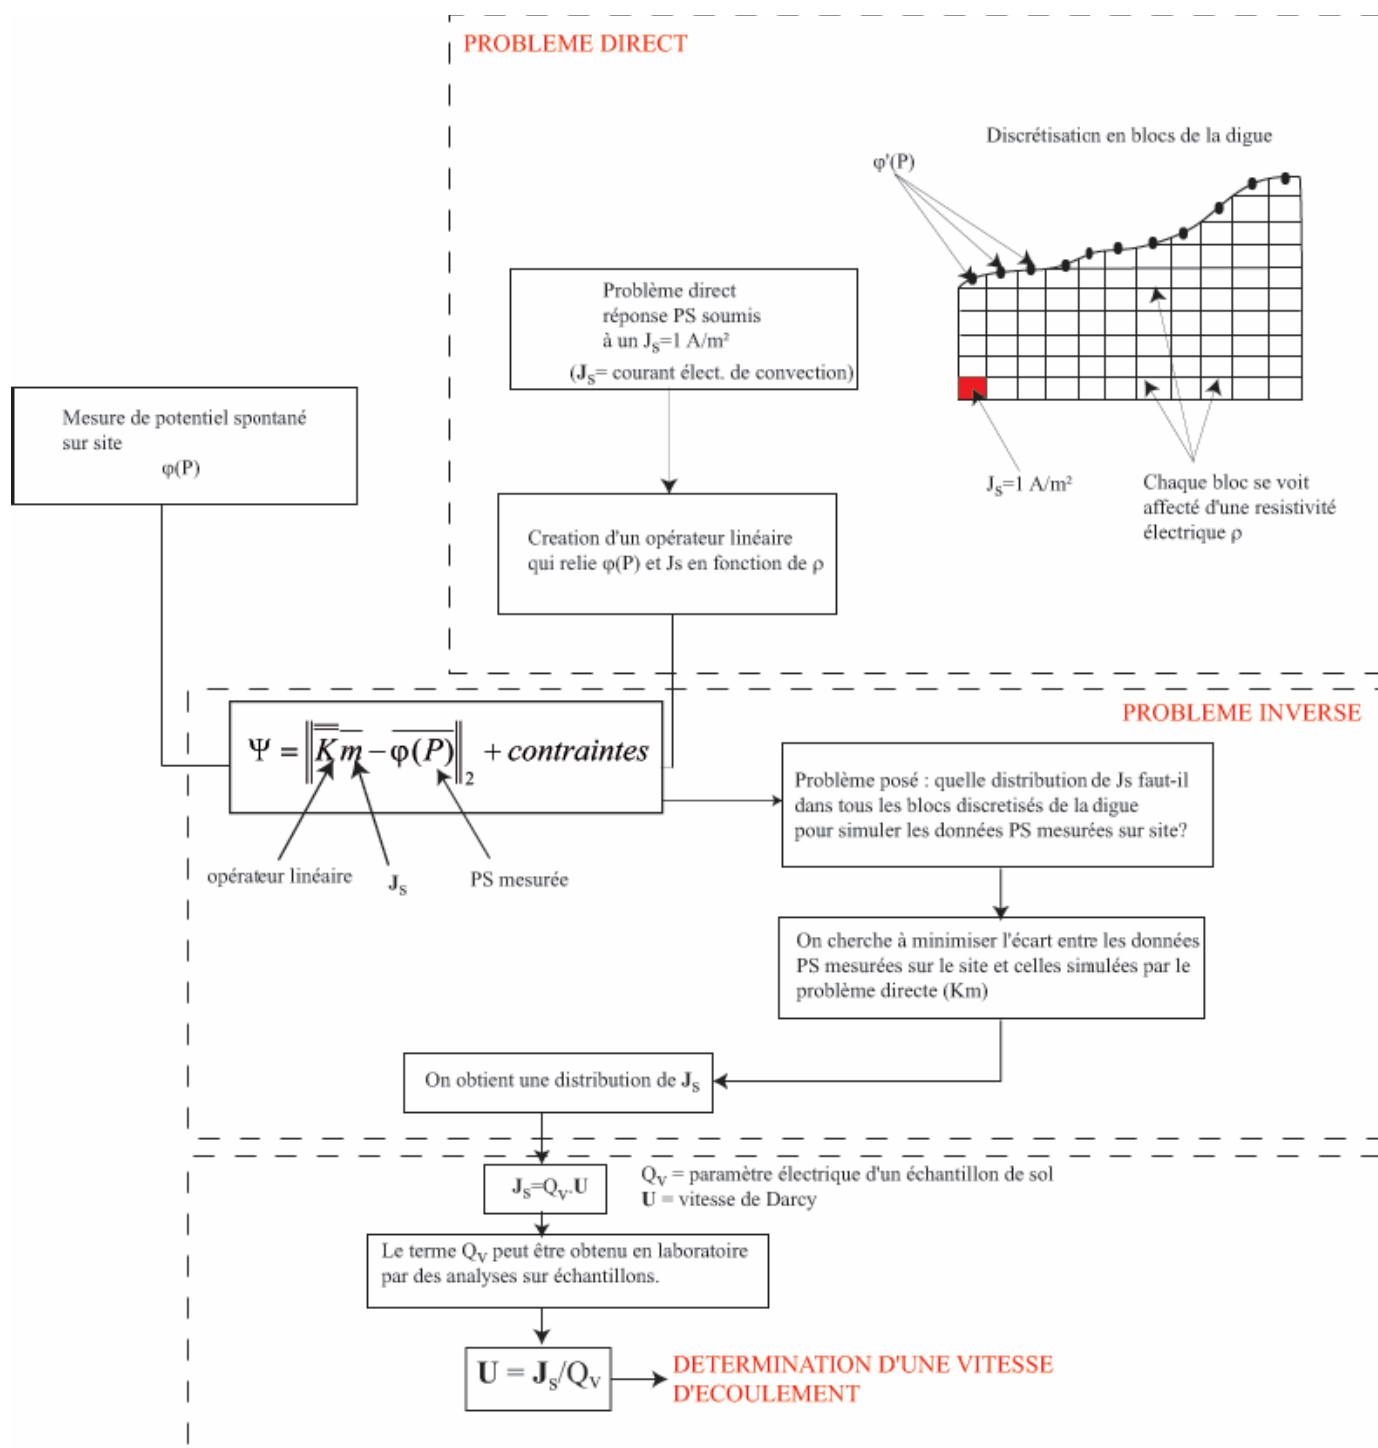 PROBLEME DIRECT
Discrétisation en blocs de la digue
φ'(P)
Problème direct
réponse PS soumis
à un Js=1 A/m²
(Js= courant élect. de convection)
Mesure de potentiel spontané
sur site
φ(P)
Js=1 A/m²
Chaque bloc se voit
affecté d'une resistivité
électrique ρ
Creation d'un opérateur linéaire
qui relie φ(P) et Js en fonction de ρ
PROBLEME INVERSE
Ψ = ‖K m − φ(P)‖₂ + contraintes
opérateur linéaire
Js
PS mesurée
Problème posé : quelle distribution de Js faut-il
dans tous les blocs discretisés de la digue
pour simuler les données PS mesurées sur site?
On cherche à minimiser l'écart entre les données
PS mesurées sur le site et celles simulées par le
problème directe (Km)
On obtient une distribution de Js
Js=Qv.U
Qv = paramètre électrique d'un échantillon de sol
U = vitesse de Darcy
Le terme Qv peut être obtenu en laboratoire
par des analyses sur échantillons.
U = Js/Qv
DETERMINATION D'UNE VITESSE
D'ECOULEMENT